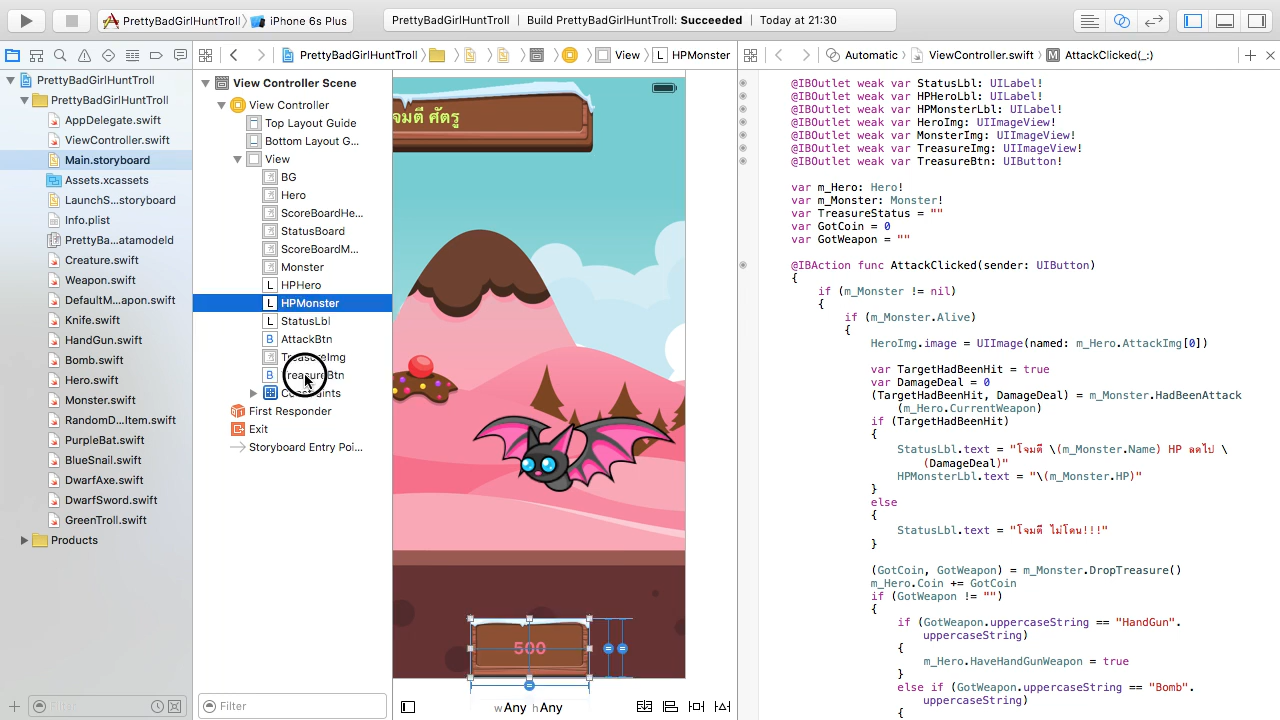 PrettyBadGirlHuntTroll
iPhone 6s Plus
PrettyBadGirlHuntTroll | Build PrettyBadGirlHuntTroll: Succeeded | Today at 21:30
PrettyBadGirlHuntTroll
View
L HPMonster
Automatic
ViewController.swift
M AttackClicked(_:)
PrettyBadGirlHuntTroll
PrettyBadGirlHuntTroll
AppDelegate.swift
ViewController.swift
Main.storyboard
Assets.xcassets
LaunchS...storyboard
Info.plist
PrettyBa...atamodeld
Creature.swift
Weapon.swift
DefaultM...apon.swift
Knife.swift
HandGun.swift
Bomb.swift
Hero.swift
Monster.swift
RandomD...Item.swift
PurpleBat.swift
BlueSnail.swift
DwarfAxe.swift
DwarfSword.swift
GreenTroll.swift
Products
Filter
View Controller Scene
View Controller
Top Layout Guide
Bottom Layout G...
View
BG
Hero
ScoreBoardHe...
StatusBoard
ScoreBoardM...
Monster
L HPHero
L HPMonster
L StatusLbl
B AttackBtn
TreasureImg
B TreasureBtn
Constraints
First Responder
Exit
Storyboard Entry Poi...
Filter
จมตี ศัตรู
500
wAny hAny
@IBOutlet weak var StatusLbl: UILabel!
@IBOutlet weak var HPHeroLbl: UILabel!
@IBOutlet weak var HPMonsterLbl: UILabel!
@IBOutlet weak var HeroImg: UIImageView!
@IBOutlet weak var MonsterImg: UIImageView!
@IBOutlet weak var TreasureImg: UIImageView!
@IBOutlet weak var TreasureBtn: UIButton!
var m_Hero: Hero!
var m_Monster: Monster!
var TreasureStatus = ""
var GotCoin = 0
var GotWeapon = ""
@IBAction func AttackClicked(sender: UIButton)
{
if (m_Monster != nil)
{
if (m_Monster.Alive)
{
HeroImg.image = UIImage(named: m_Hero.AttackImg[0])
var TargetHadBeenHit = true
var DamageDeal = 0
(TargetHadBeenHit, DamageDeal) = m_Monster.HadBeenAttack
(m_Hero.CurrentWeapon)
if (TargetHadBeenHit)
{
StatusLbl.text = "โจมตี \(m_Monster.Name) HP ลดไป \
(DamageDeal)"
HPMonsterLbl.text = "\(m_Monster.HP)"
}
else
{
StatusLbl.text = "โจมตี ไม่โดน!!!"
}
(GotCoin, GotWeapon) = m_Monster.DropTreasure()
m_Hero.Coin += GotCoin
if (GotWeapon != "")
{
if (GotWeapon.uppercaseString == "HandGun".
uppercaseString)
{
m_Hero.HaveHandGunWeapon = true
}
else if (GotWeapon.uppercaseString == "Bomb".
uppercaseString)
{